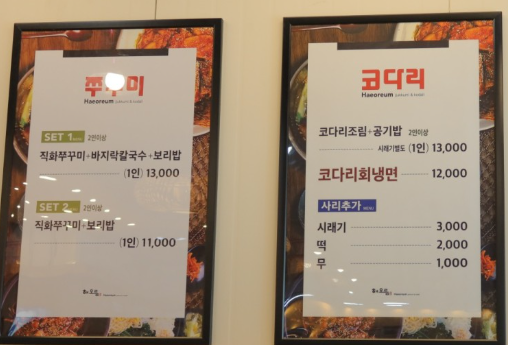 쭈꾸미
Haeoreum
SET 1 2인이상
직화쭈꾸미+바지락칼국수+보리밥
(1인) 13,000
SET 2 2인이상
직화쭈꾸미+보리밥
(1인) 11,000
코다리
Haeoreum
코다리조림+공기밥 2인이상
시래기별도 (1인) 13,000
코다리회냉면 12,000
사리추가
시래기 3,000
떡 2,000
무 1,000